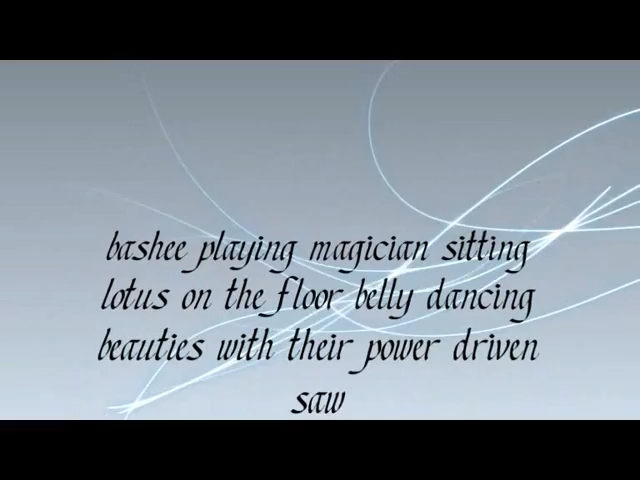 bashee playing magician sitting
lotus on the floor belly dancing
beauties with their power driven
saw